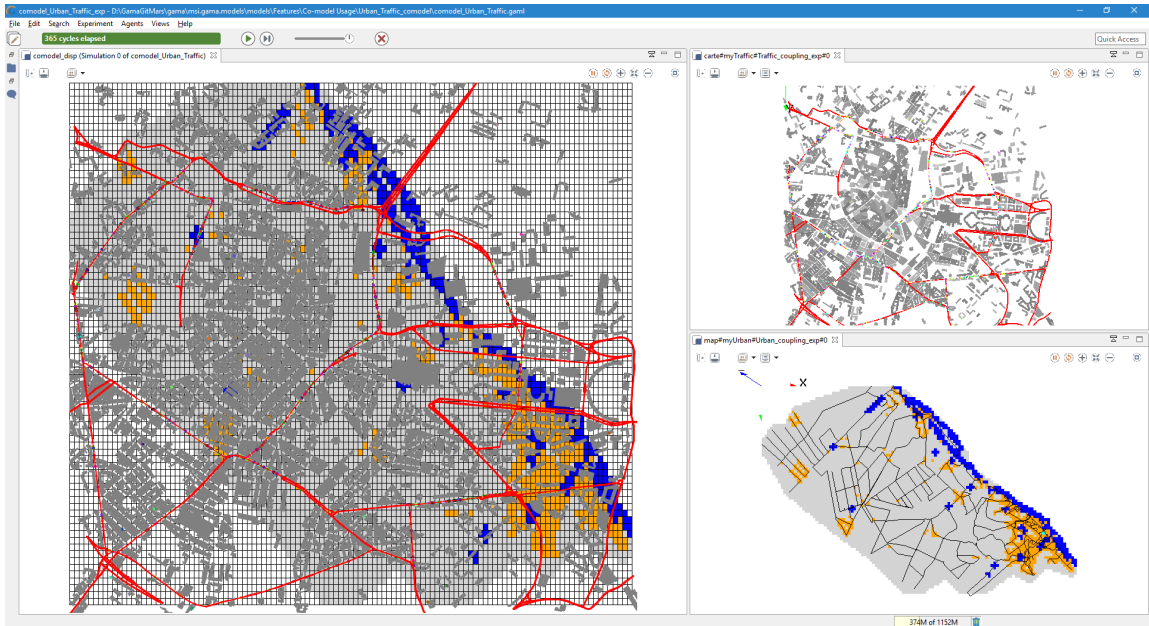 comodel_Urban_Traffic_exp - D:\GamaGitMars\gama\msi.gama.models\models\Features\Co-model Usage\Urban_Traffic_comodel\comodel_Urban_Traffic.gaml
File Edit Search Experiment Agents Views Help
365 cycles elapsed
Quick Access
comodel_disp (Simulation 0 of comodel_Urban_Traffic)
carte#myTraffic#Traffic_coupling_exp#0
map#myUrban#Urban_coupling_exp#0
X
374M of 1152M